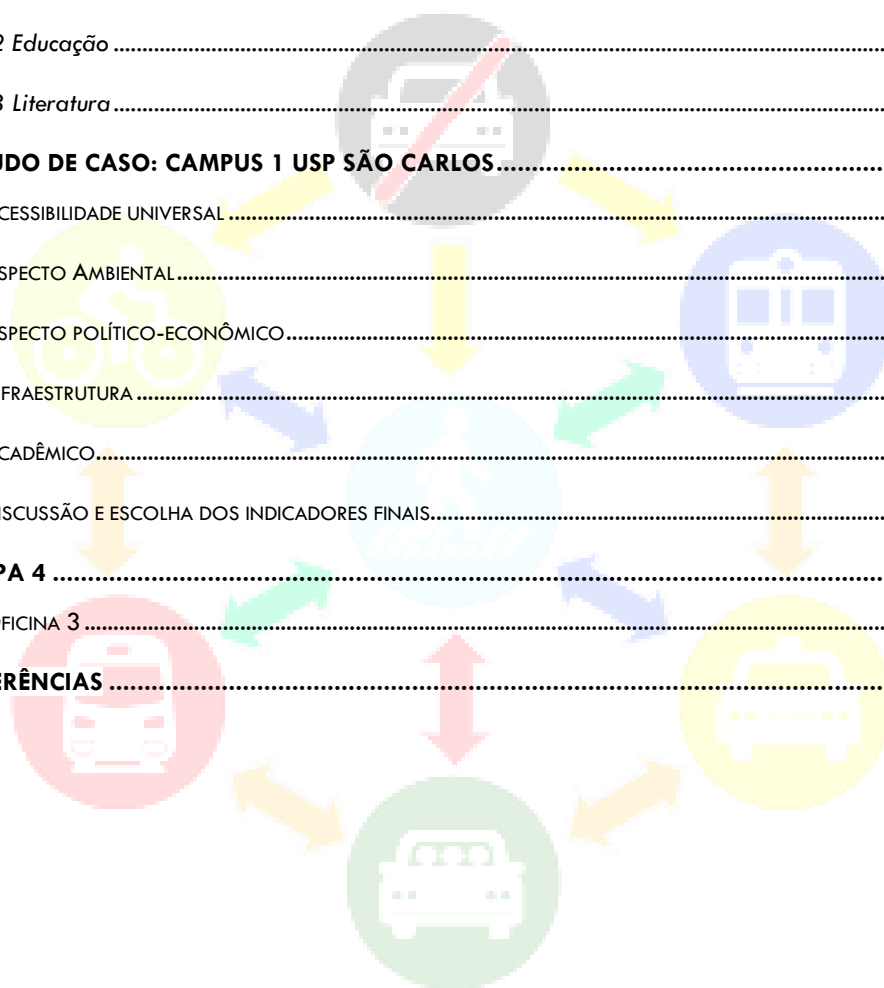 2 Educação ..........
3 Literatura ..........
UDO DE CASO: CAMPUS 1 USP SÃO CARLOS ..........
CESSIBILIDADE UNIVERSAL ..........
SPECTO AMBIENTAL ..........
SPECTO POLÍTICO-ECONÔMICO ..........
FRAESTRUTURA ..........
CADÊMICO ..........
ISCUSSÃO E ESCOLHA DOS INDICADORES FINAIS ..........
PA 4 ..........
FICINA 3 ..........
ERÊNCIAS ..........